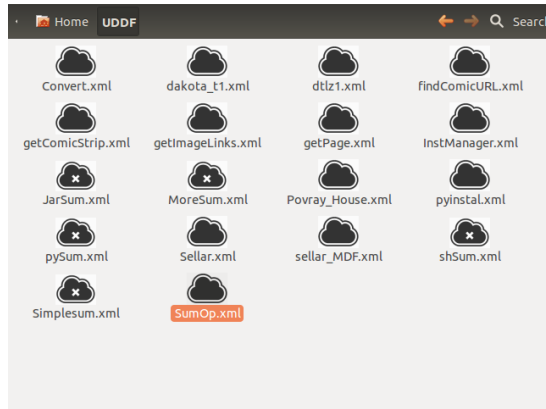 Home UDDF Search
Convert.xml dakota_t1.xml dtlz1.xml findComicURL.xml
getComicStrip.xml getImageLinks.xml getPage.xml InstManager.xml
JarSum.xml MoreSum.xml Povray_House.xml pyinstal.xml
pySum.xml Sellar.xml sellar_MDF.xml shSum.xml
Simplesum.xml SumOp.xml